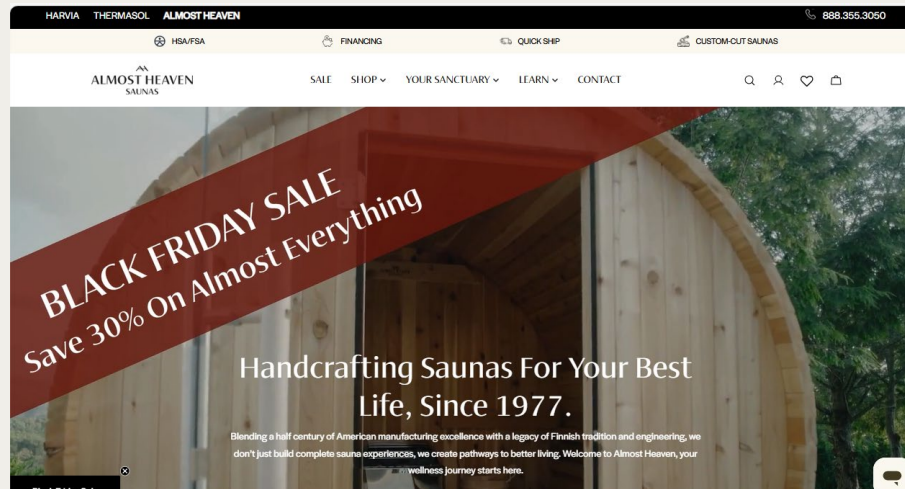 HARVIA THERMASOL ALMOST HEAVEN 888.355.3050
HSA/FSA FINANCING QUICK SHIP CUSTOM-CUT SAUNAS
ALMOST HEAVEN
SAUNAS
SALE SHOP YOUR SANCTUARY LEARN CONTACT
BLACK FRIDAY SALE
Save 30% On Almost Everything
Handcrafting Saunas For Your Best
Life, Since 1977.
Blending a half century of American manufacturing excellence with a legacy of Finnish tradition and engineering, we
don't just build complete sauna experiences, we create pathways to better living. Welcome to Almost Heaven, your
wellness journey starts here.